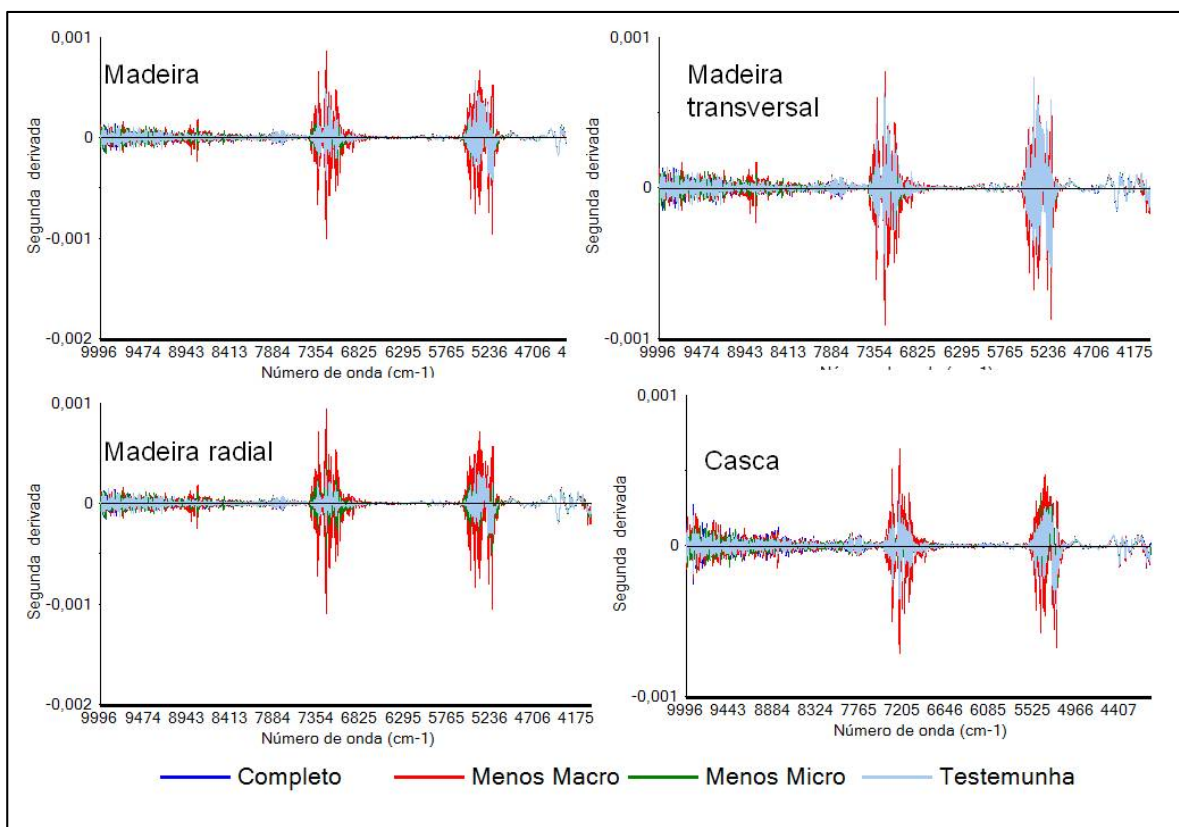 0,001
Madeira
0
-0,001
-0,002
Segunda derivada
9996 9474 8943 8413 7884 7354 6825 6295 5765 5236 4706 4
Número de onda (cm-1)
0,001
Madeira
transversal
0
-0,001
Segunda derivada
9996 9474 8943 8413 7884 7354 6825 6295 5765 5236 4706 4175
Número de onda (cm-1)
0,001
Madeira radial
0
-0,001
-0,002
Segunda derivada
9996 9474 8943 8413 7884 7354 6825 6295 5765 5236 4706 4175
Número de onda (cm-1)
0,001
Casca
0
-0,001
Segunda derivada
9996 9443 8884 8324 7765 7205 6646 6085 5525 4966 4407
Número de onda (cm-1)
Completo Menos Macro Menos Micro Testemunha